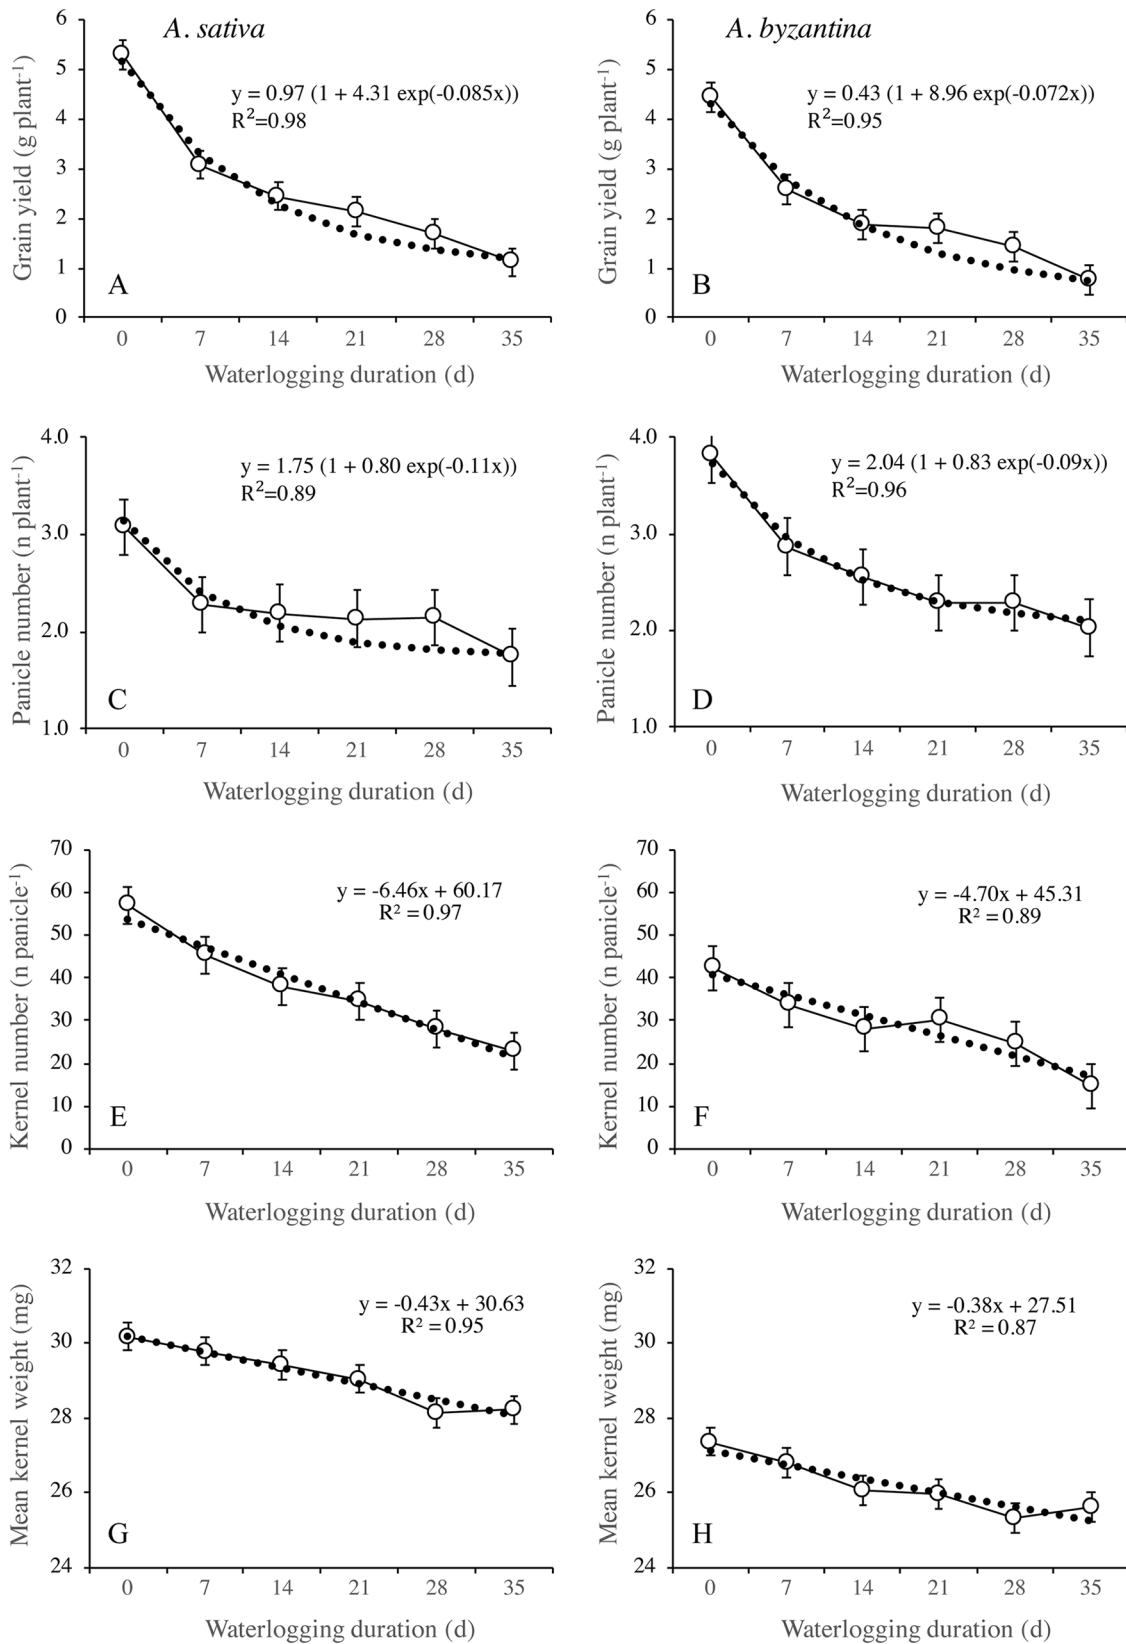 A. sativa
y = 0.97 (1 + 4.31 exp(-0.085x))
R²=0.98
Grain yield (g plant⁻¹)
6
5
4
3
2
1
0
A
0 7 14 21 28 35
Waterlogging duration (d)
A. byzantina
y = 0.43 (1 + 8.96 exp(-0.072x))
R²=0.95
Grain yield (g plant⁻¹)
6
5
4
3
2
1
0
B
0 7 14 21 28 35
Waterlogging duration (d)
y = 1.75 (1 + 0.80 exp(-0.11x))
R²=0.89
Panicle number (n plant⁻¹)
4.0
3.0
2.0
1.0
C
0 7 14 21 28 35
Waterlogging duration (d)
y = 2.04 (1 + 0.83 exp(-0.09x))
R²=0.96
Panicle number (n plant⁻¹)
4.0
3.0
2.0
1.0
D
0 7 14 21 28 35
Waterlogging duration (d)
y = -6.46x + 60.17
R² = 0.97
Kernel number (n panicle⁻¹)
70
60
50
40
30
20
10
0
E
0 7 14 21 28 35
Waterlogging duration (d)
y = -4.70x + 45.31
R² = 0.89
Kernel number (n panicle⁻¹)
70
60
50
40
30
20
10
0
F
0 7 14 21 28 35
Waterlogging duration (d)
y = -0.43x + 30.63
R² = 0.95
Mean kernel weight (mg)
32
30
28
26
24
G
0 7 14 21 28 35
Waterlogging duration (d)
y = -0.38x + 27.51
R² = 0.87
Mean kernel weight (mg)
32
30
28
26
24
H
0 7 14 21 28 35
Waterlogging duration (d)